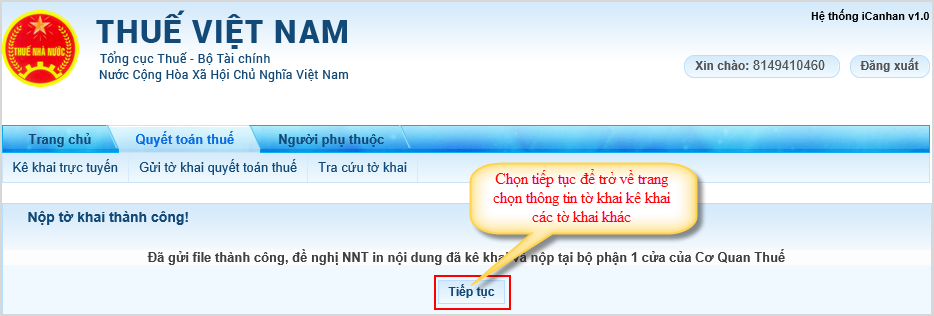 Hệ thống iCanhan v1.0
THUẾ NHÀ NƯỚC
THUẾ VIỆT NAM
Tổng cục Thuế - Bộ Tài chính
Nước Cộng Hòa Xã Hội Chủ Nghĩa Việt Nam
Xin chào: 8149410460 Đăng xuất
Trang chủ Quyết toán thuế Người phụ thuộc
Kê khai trực tuyến Gửi tờ khai quyết toán thuế Tra cứu tờ khai
Chọn tiếp tục để trở về trang
chọn thông tin tờ khai kê khai
các tờ khai khác
Nộp tờ khai thành công!
Đã gửi file thành công, đề nghị NNT in nội dung đã kê khai và nộp tại bộ phận 1 cửa của Cơ Quan Thuế
Tiếp tục